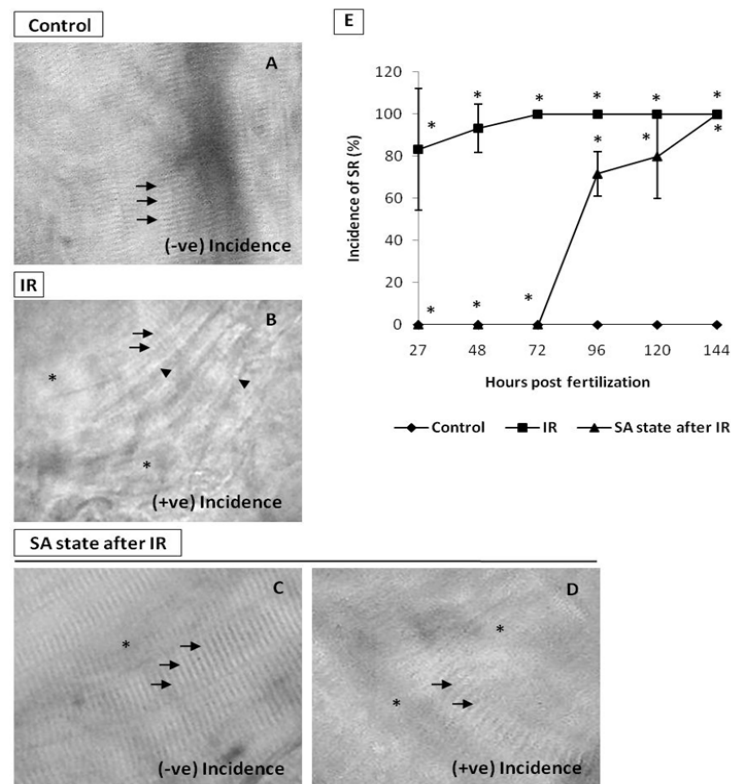 Control
A
(-ve) Incidence
IR
B
*
*
(+ve) Incidence
SA state after IR
C
*
(-ve) Incidence
D
*
*
(+ve) Incidence
E
Incidence of SR (%)
120
100
80
60
40
20
0
* * * * * *
* * *
* * *
27 48 72 96 120 144
Hours post fertilization
Control IR SA state after IR